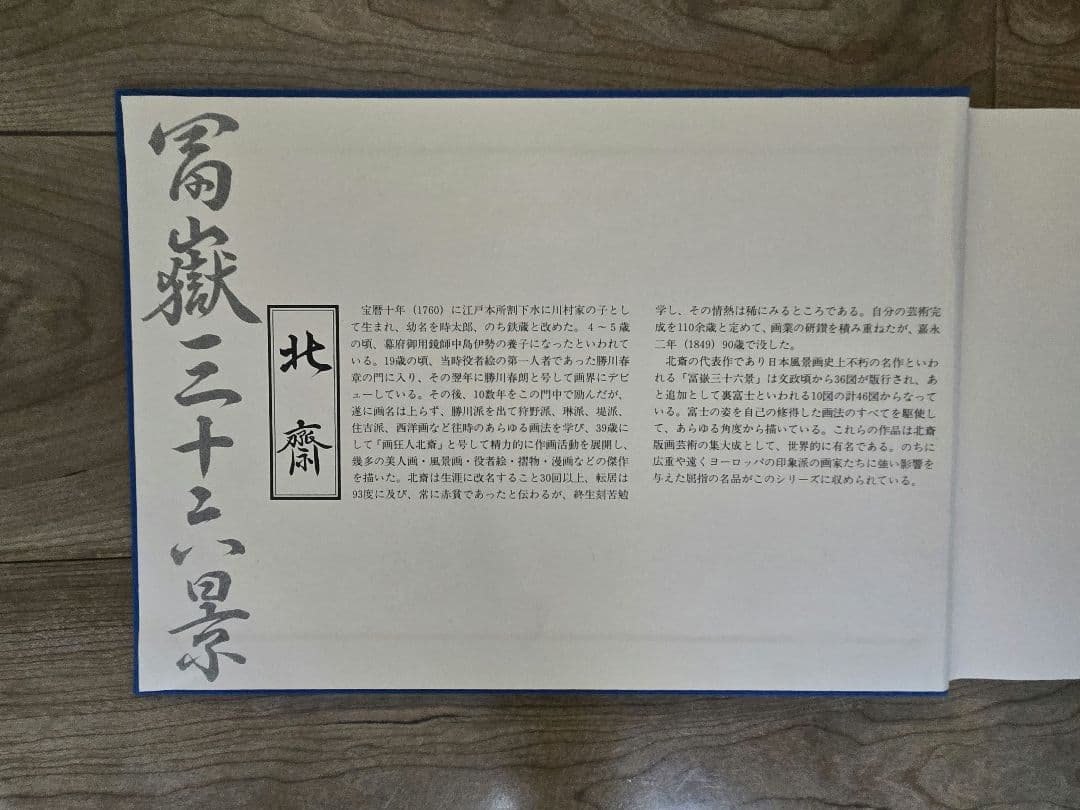 冨嶽三十六景
北齋
宝暦十年（1760）に江戸本所割下水に川村家の子とし
て生まれ、幼名を時太郎、のち鉄蔵と改めた。4〜5歳
の頃、幕府御用鏡師中島伊勢の養子になったといわれて
いる。19歳の頃、当時役者絵の第一人者であった勝川春
章の門に入り、その翌年に勝川春朗と号して画界にデビ
ューしている。その後、10数年をこの門中で励んだが、
遂に画名は上らず、勝川派を出て狩野派、琳派、堤派、
住吉派、西洋画など往時のあらゆる画法を学び、39歳に
して「画狂人北斎」と号して精力的に作画活動を展開し、
幾多の美人画・風景画・役者絵・摺物・漫画などの傑作
を描いた。北斎は生涯に改名すること30回以上、転居は
93度に及び、常に赤貧であったと伝わるが、終生刻苦勉
学し、その情熱は稀にみるところである。自分の芸術完
成を110余歳と定めて、画業の研鑽を積み重ねたが、嘉永
二年（1849）90歳で没した。
北斎の代表作であり日本風景画史上不朽の名作といわ
れる「冨嶽三十六景」は文政頃から36図が版行され、あ
と追加として裏富士といわれる10図の計46図からなって
いる。富士の姿を自己の修得した画法のすべてを駆使し
て、あらゆる角度から描いている。これらの作品は北斎
版画芸術の集大成として、世界的に有名である。のちに
広重や遠くヨーロッパの印象派の画家たちに強い影響を
与えた屈指の名品がこのシリーズに収められている。